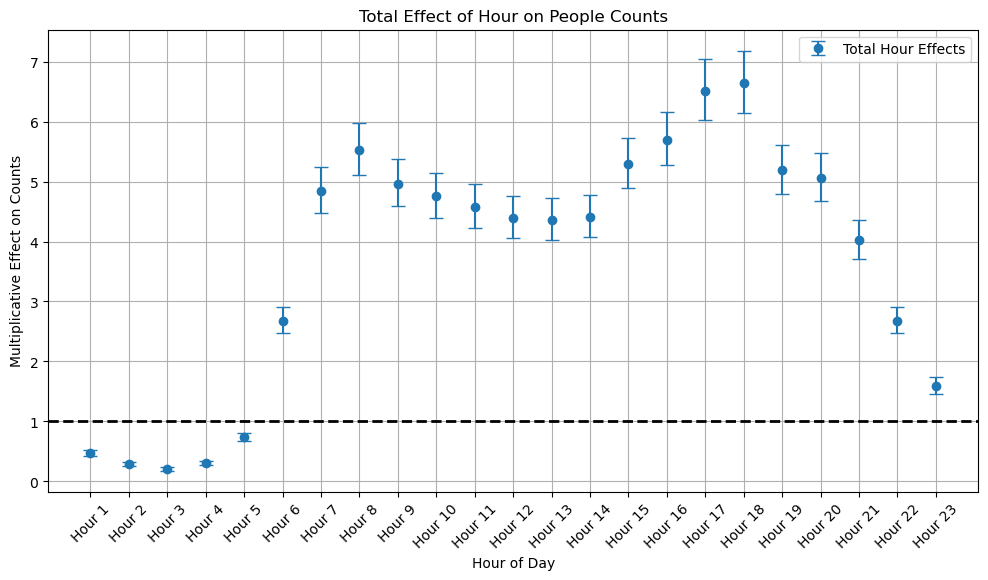 Total Effect of Hour on People Counts
Total Hour Effects
Multiplicative Effect on Counts
7
6
5
4
3
2
1
0
Hour 1
Hour 2
Hour 3
Hour 4
Hour 5
Hour 6
Hour 7
Hour 8
Hour 9
Hour 10
Hour 11
Hour 12
Hour 13
Hour 14
Hour 15
Hour 16
Hour 17
Hour 18
Hour 19
Hour 20
Hour 21
Hour 22
Hour 23
Hour of Day